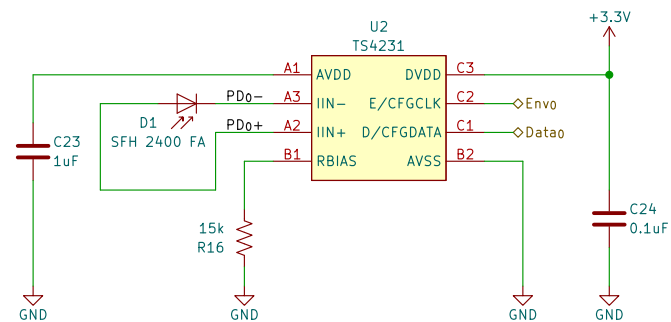 +3.3V
U2
TS4231
A1 AVDD DVDD C3
A3 IIN- E/CFGCLK C2 Env0
PD0-
D1
SFH 2400 FA
PD0+
A2 IIN+ D/CFGDATA C1 Data0
B1 RBIAS AVSS B2
C23
1uF
15k
R16
C24
0.1uF
GND GND GND GND